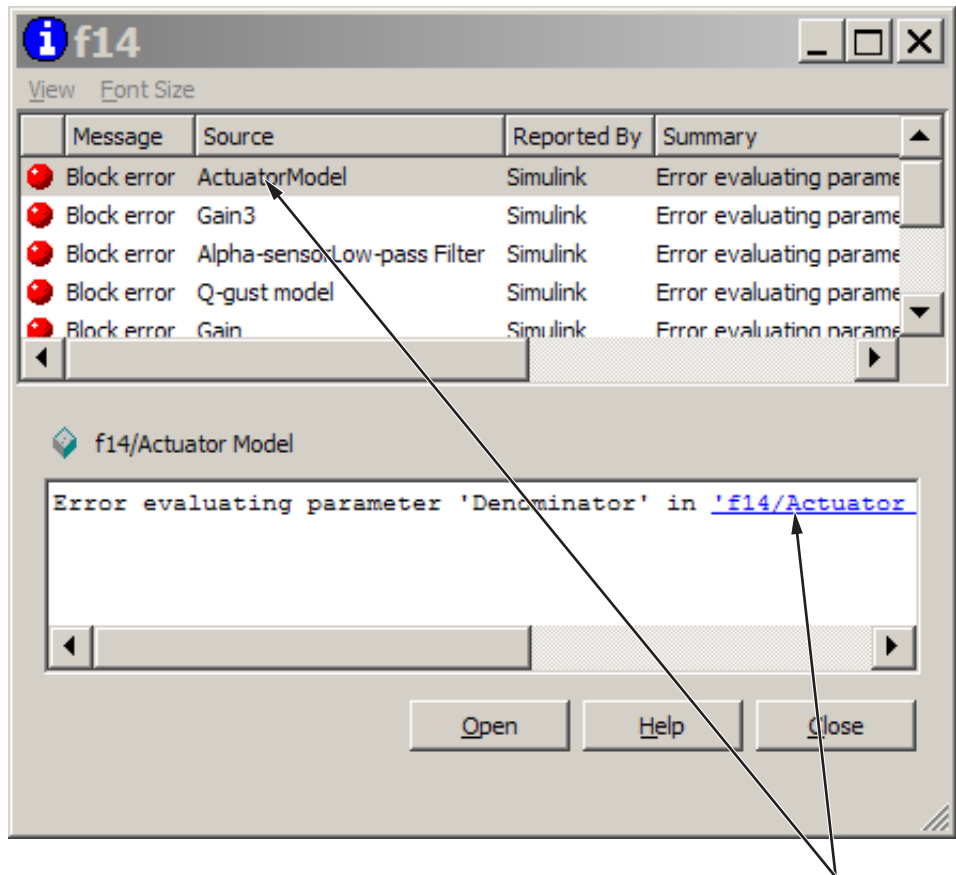 f14
View Font Size
Message Source Reported By Summary
Block error ActuatorModel Simulink Error evaluating parame
Block error Gain3 Simulink Error evaluating parame
Block error Alpha-sensorLow-pass Filter Simulink Error evaluating parame
Block error Q-gust model Simulink Error evaluating parame
Block error Gain Simulink Error evaluating parame
f14/Actuator Model
Error evaluating parameter 'Denominator' in 'f14/Actuator
Open Help Close